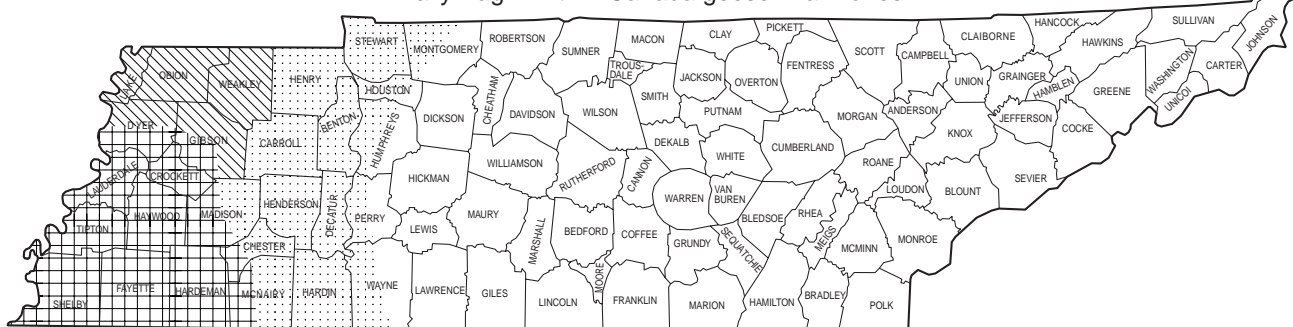 STEWART
MONTGOMERY
ROBERTSON
SUMNER
MACON
CLAY
PICKETT
SCOTT
CAMPBELL
CLAIBORNE
HANCOCK
HAWKINS
SULLIVAN
JOHNSON
LAKE
OBION
WEAKLEY
HENRY
HOUSTON
TROUS-
DALE
JACKSON
OVERTON
FENTRESS
UNION
GRAINGER
HAMBLEN
GREENE
WASHINGTON
UNICOI
CARTER
DYER
GIBSON
CARROLL
BENTON
HUMPHREYS
DICKSON
CHEATHAM
DAVIDSON
WILSON
SMITH
PUTNAM
MORGAN
ANDERSON
KNOX
JEFFERSON
COCKE
LAUDERDALE
CROCKETT
HICKMAN
WILLIAMSON
RUTHERFORD
CANNON
DEKALB
WHITE
CUMBERLAND
ROANE
LOUDON
BLOUNT
SEVIER
TIPTON
HAYWOOD
MADISON
HENDERSON
DECATUR
PERRY
LEWIS
MAURY
MARSHALL
BEDFORD
COFFEE
WARREN
VAN
BUREN
BLEDSOE
RHEA
MEIGS
MCMINN
MONROE
CHESTER
GRUNDY
SEQUATCHIE
SHELBY
FAYETTE
HARDEMAN
MCNAIRY
HARDIN
WAYNE
LAWRENCE
GILES
LINCOLN
MOORE
FRANKLIN
MARION
HAMILTON
BRADLEY
POLK